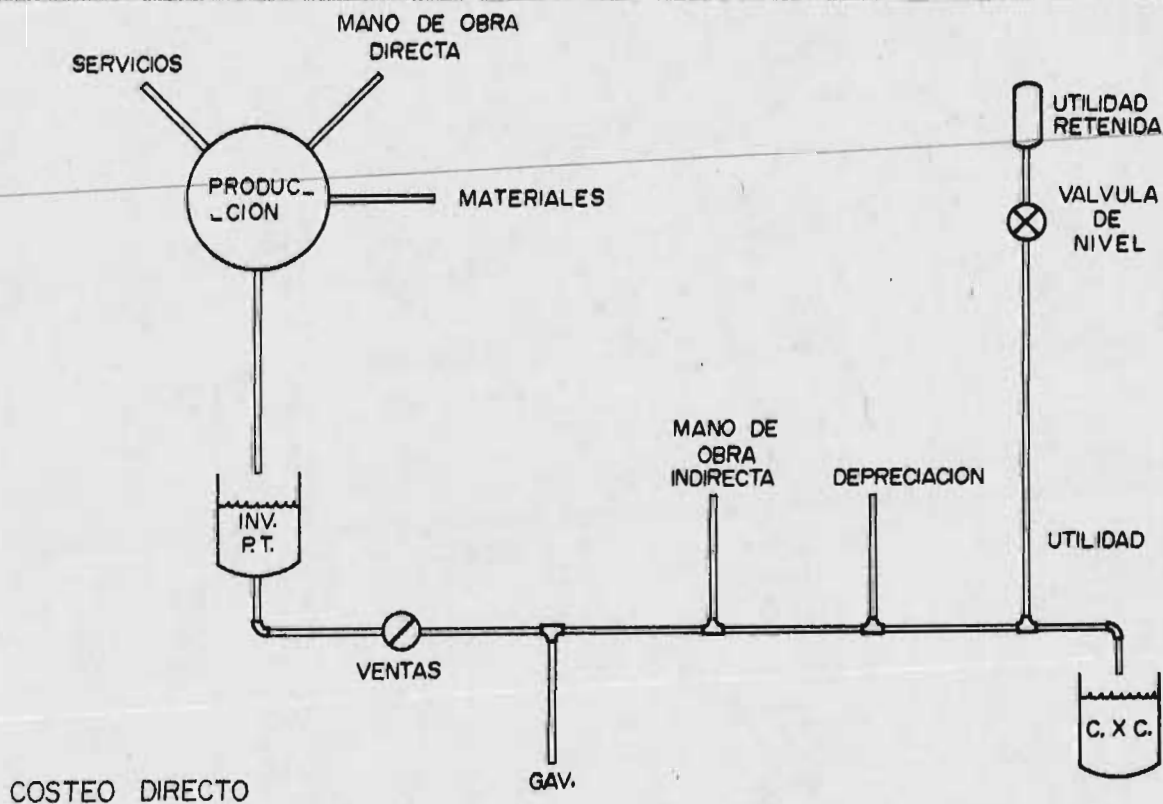 MANO DE OBRA
DIRECTA
SERVICIOS
UTILIDAD
RETENIDA
PRODUC_
_CION
MATERIALES
VALVULA
DE
NIVEL
MANO DE
OBRA
INDIRECTA
DEPRECIACION
INV.
P.T.
UTILIDAD
VENTAS
C. X C.
GAV.
COSTEO DIRECTO